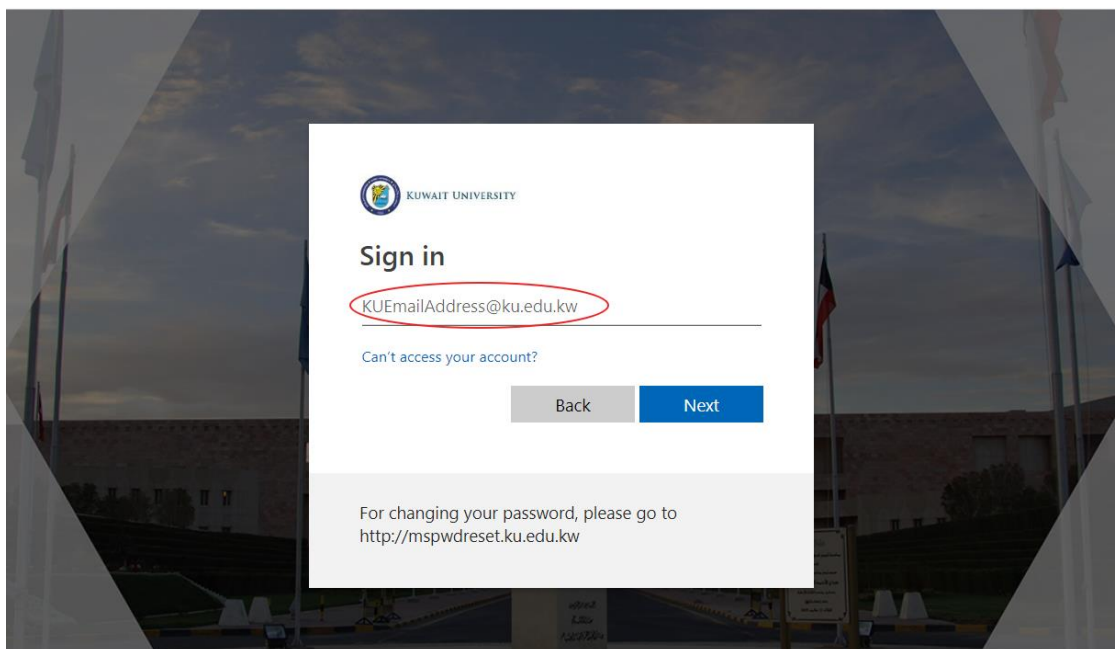 KUWAIT UNIVERSITY
Sign in
KUEmailAddress@ku.edu.kw
Can't access your account?
Back
Next
For changing your password, please go to
http://mspwdreset.ku.edu.kw